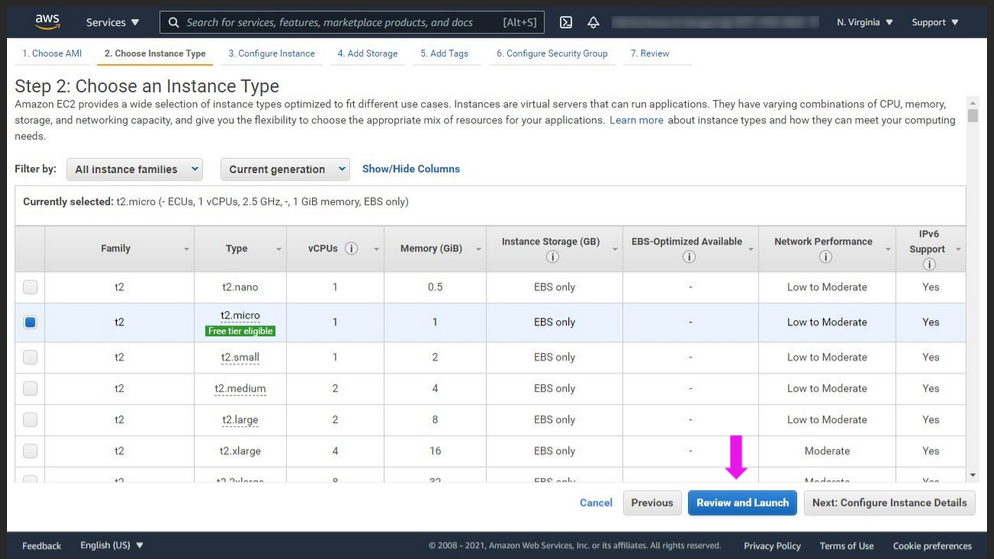 aws
Services
Search for services, features, marketplace products, and docs [Alt+S]
N. Virginia
Support
1. Choose AMI
2. Choose Instance Type
3. Configure Instance
4. Add Storage
5. Add Tags
6. Configure Security Group
7. Review
Step 2: Choose an Instance Type
Amazon EC2 provides a wide selection of instance types optimized to fit different use cases. Instances are virtual servers that can run applications. They have varying combinations of CPU, memory,
storage, and networking capacity, and give you the flexibility to choose the appropriate mix of resources for your applications. Learn more about instance types and how they can meet your computing
needs.
Filter by: All instance families Current generation Show/Hide Columns
Currently selected: t2.micro (- ECUs, 1 vCPUs, 2.5 GHz, -, 1 GiB memory, EBS only)
Family Type vCPUs Memory (GiB) Instance Storage (GB) EBS-Optimized Available Network Performance IPv6 Support
t2 t2.nano 1 0.5 EBS only - Low to Moderate Yes
t2 t2.micro 1 1 EBS only - Low to Moderate Yes
Free tier eligible
t2 t2.small 1 2 EBS only - Low to Moderate Yes
t2 t2.medium 2 4 EBS only - Low to Moderate Yes
t2 t2.large 2 8 EBS only - Low to Moderate Yes
t2 t2.xlarge 4 16 EBS only - Moderate Yes
t2 t2.2xlarge 8 32 EBS only - Moderate Yes
Cancel Previous Review and Launch Next: Configure Instance Details
Feedback English (US) © 2008 - 2021, Amazon Web Services, Inc. or its affiliates. All rights reserved. Privacy Policy Terms of Use Cookie preferences